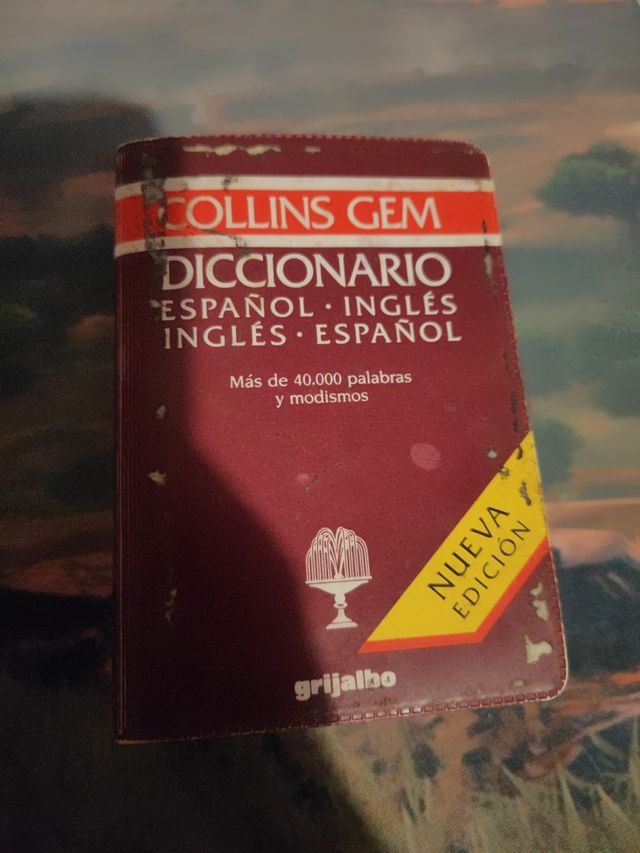 COLLINS GEM
DICCIONARIO
ESPAÑOL · INGLÉS
INGLÉS · ESPAÑOL
Más de 40.000 palabras
y modismos
NUEVA
EDICIÓN
grijalbo